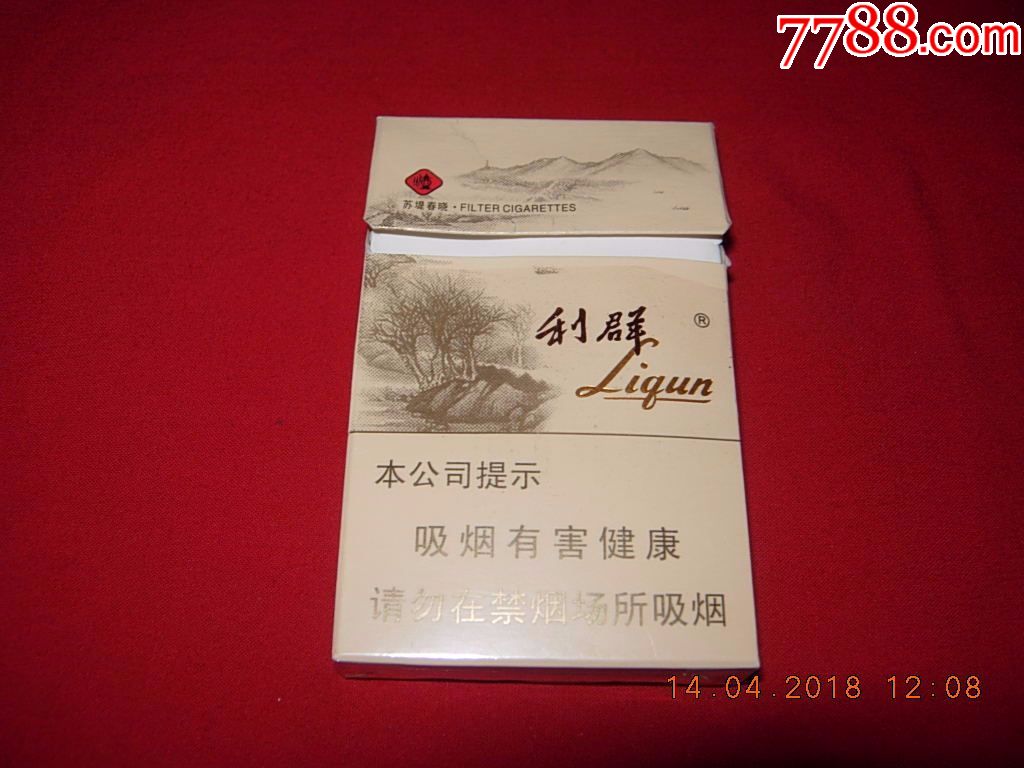 7788.com
苏堤春晓·FILTER CIGARETTES
利群 ®
Liqun
本公司提示
吸烟有害健康
请勿在禁烟场所吸烟
14.04.2018 12:08